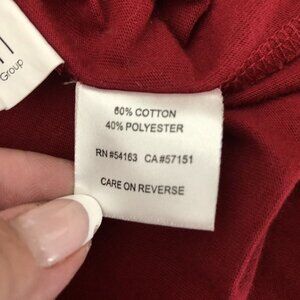 Group
60% COTTON
40% POLYESTER
RN#54163 CA#57151
CARE ON REVERSE